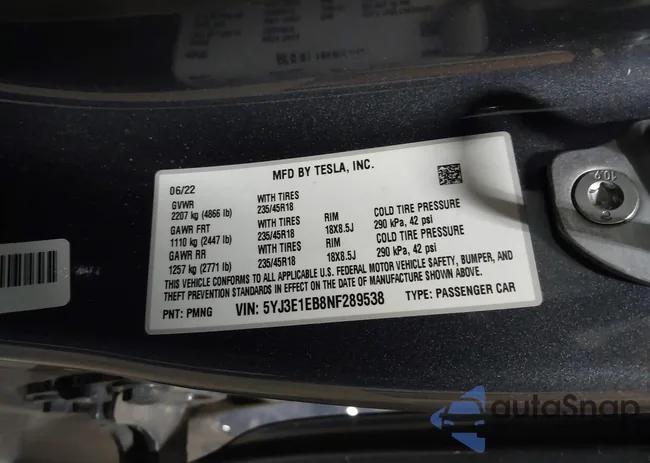 MFD BY TESLA, INC.
06/22
GVWR WITH TIRES
2207 kg (4866 lb) 235/45R18
GAWR FRT WITH TIRES RIM COLD TIRE PRESSURE
1110 kg (2447 lb) 235/45R18 18X8.5J 290 kPa, 42 psi
GAWR RR WITH TIRES RIM COLD TIRE PRESSURE
1257 kg (2771 lb) 235/45R18 18X8.5J 290 kPa, 42 psi
THIS VEHICLE CONFORMS TO ALL APPLICABLE U.S. FEDERAL MOTOR VEHICLE SAFETY, BUMPER, AND
THEFT PREVENTION STANDARDS IN EFFECT ON THE DATE OF MANUFACTURE SHOWN ABOVE.
PNT: PMNG VIN: 5YJ3E1EB8NF289538 TYPE: PASSENGER CAR
10.9
autoSnap